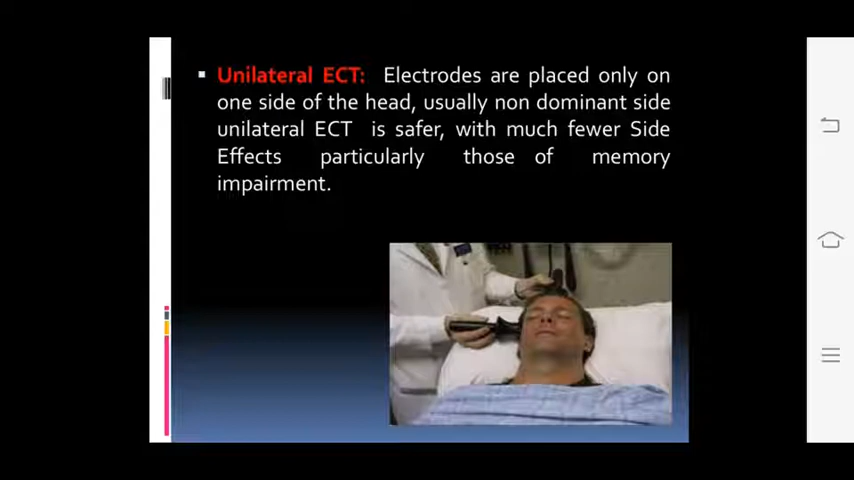 Unilateral ECT: Electrodes are placed only on
one side of the head, usually non dominant side
unilateral ECT is safer, with much fewer Side
Effects particularly those of memory
impairment.